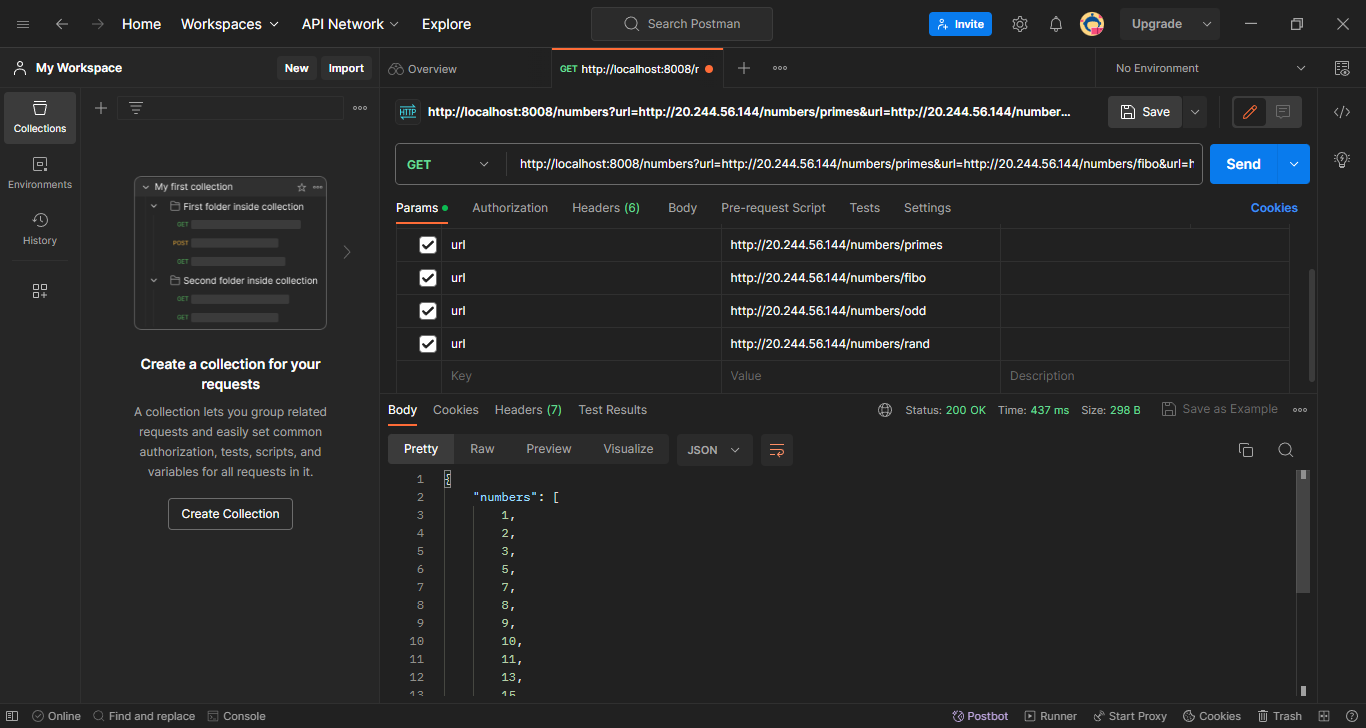 Home Workspaces API Network Explore Search Postman Invite Upgrade
My Workspace New Import Overview GET http://localhost:8008/r No Environment
Collections
Environments
History
My first collection
First folder inside collection
GET
POST
GET
Second folder inside collection
GET
GET
Create a collection for your
requests
A collection lets you group related
requests and easily set common
authorization, tests, scripts, and
variables for all requests in it.
Create Collection
HTTP http://localhost:8008/numbers?url=http://20.244.56.144/numbers/primes&url=http://20.244.56.144/number... Save
GET http://localhost:8008/numbers?url=http://20.244.56.144/numbers/primes&url=http://20.244.56.144/numbers/fibo&url=h Send
Params Authorization Headers (6) Body Pre-request Script Tests Settings Cookies
url http://20.244.56.144/numbers/primes
url http://20.244.56.144/numbers/fibo
url http://20.244.56.144/numbers/odd
url http://20.244.56.144/numbers/rand
Key Value Description
Body Cookies Headers (7) Test Results Status: 200 OK Time: 437 ms Size: 298 B Save as Example
Pretty Raw Preview Visualize JSON
1 {
2 "numbers": [
3 1,
4 2,
5 3,
6 5,
7 7,
8 8,
9 9,
10 10,
11 11,
12 13,
13 15
Online Find and replace Console Postbot Runner Start Proxy Cookies Trash